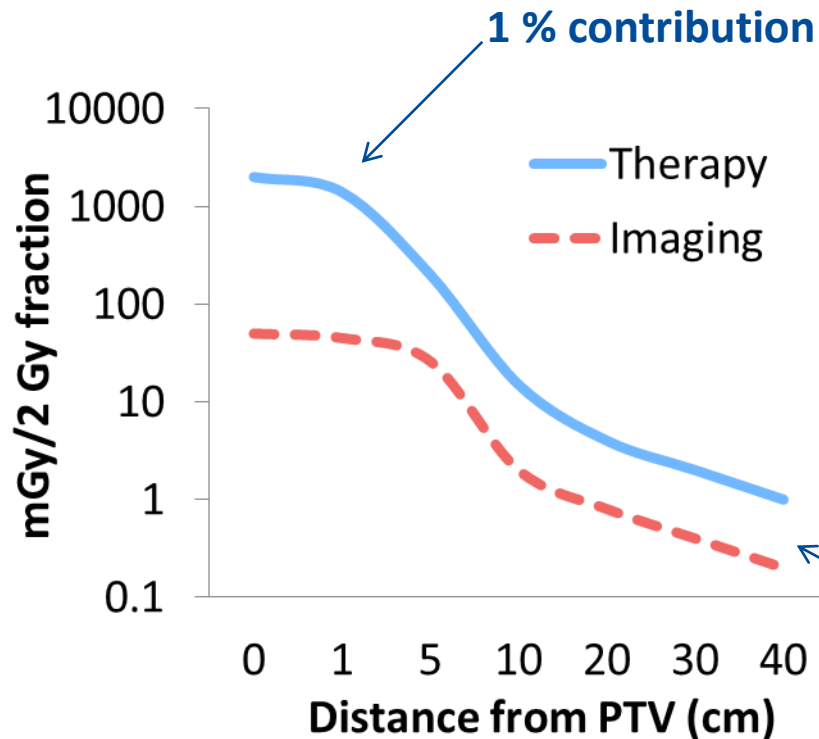 1 % contribution
10000
1000
100
10
1
0.1
mGy/2 Gy fraction
Therapy
Imaging
0 1 5 10 20 30 40
Distance from PTV (cm)